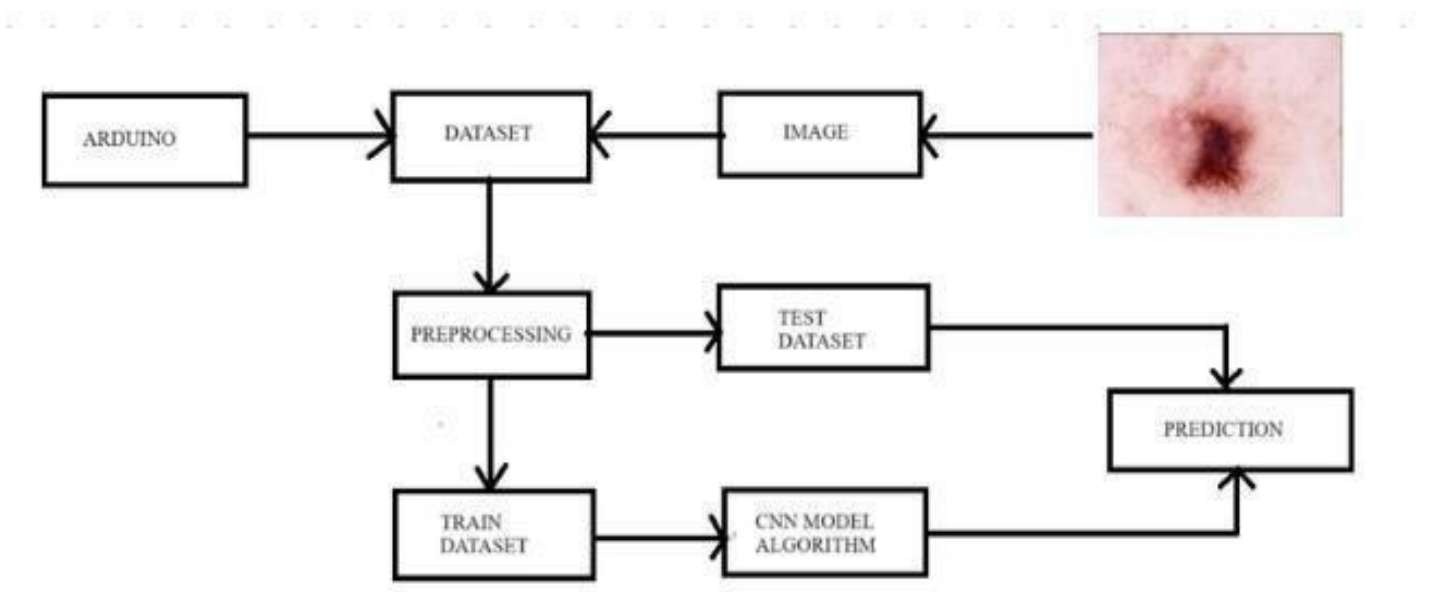 ARDUINO
DATASET
IMAGE
PREPROCESSING
TEST
DATASET
PREDICTION
TRAIN
DATASET
CNN MODEL
ALGORITHM